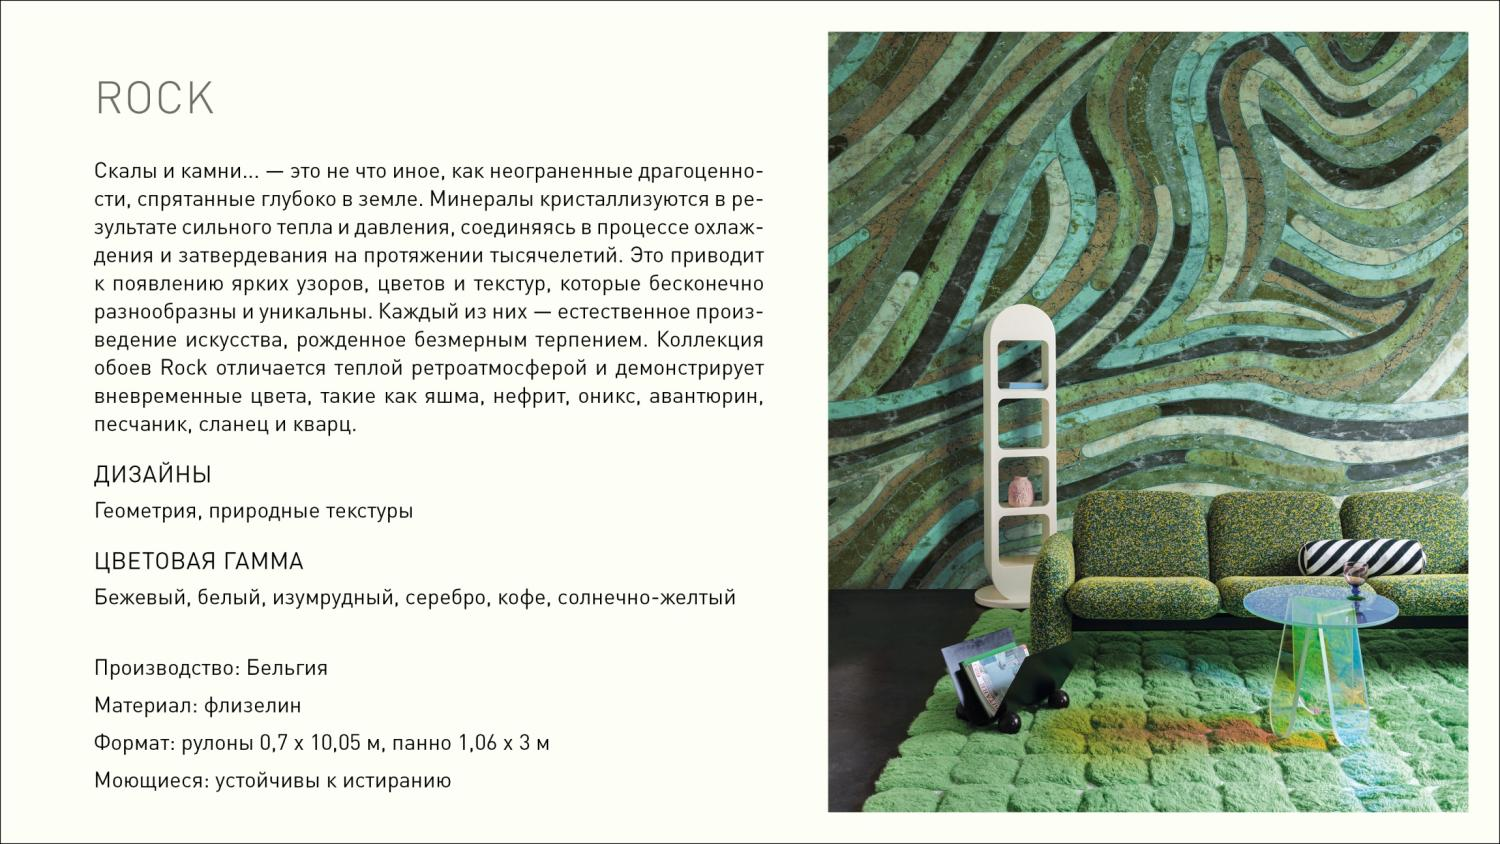 ROCK
Скалы и камни... — это не что иное, как неограненные драгоценно-
сти, спрятанные глубоко в земле. Минералы кристаллизуются в ре-
зультате сильного тепла и давления, соединяясь в процессе охлаж-
дения и затвердевания на протяжении тысячелетий. Это приводит
к появлению ярких узоров, цветов и текстур, которые бесконечно
разнообразны и уникальны. Каждый из них — естественное произ-
ведение искусства, рожденное безмерным терпением. Коллекция
обоев Rock отличается теплой ретроатмосферой и демонстрирует
вневременные цвета, такие как яшма, нефрит, оникс, авантюрин,
песчаник, сланец и кварц.
ДИЗАЙНЫ
Геометрия, природные текстуры
ЦВЕТОВАЯ ГАММА
Бежевый, белый, изумрудный, серебро, кофе, солнечно-желтый
Производство: Бельгия
Материал: флизелин
Формат: рулоны 0,7 х 10,05 м, панно 1,06 х 3 м
Моющиеся: устойчивы к истиранию